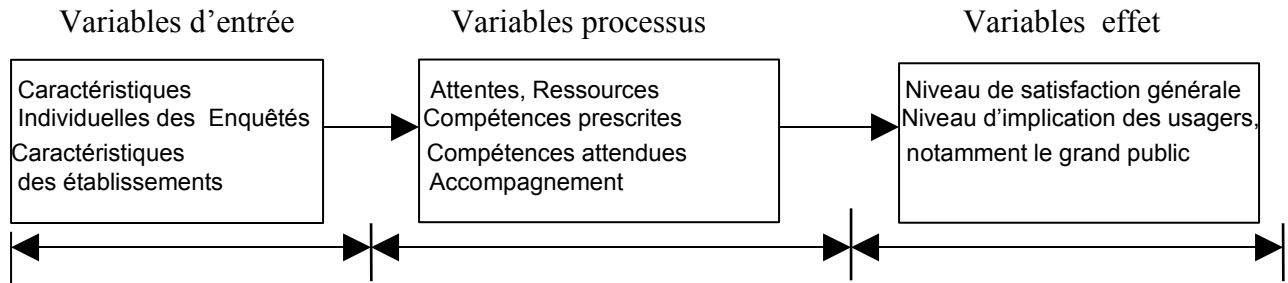 Variables d'entrée
Variables processus
Variables effet
Caractéristiques
Individuelles des Enquêtés
Caractéristiques
des établissements
Attentes, Ressources
Compétences prescrites
Compétences attendues
Accompagnement
Niveau de satisfaction générale
Niveau d'implication des usagers,
notamment le grand public